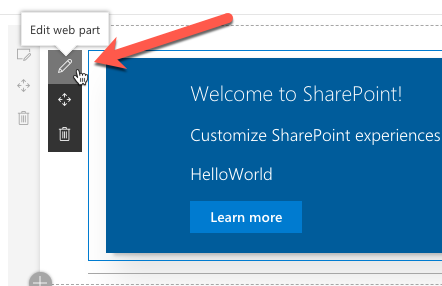 Edit web part
Welcome to SharePoint!
Customize SharePoint experiences
HelloWorld
Learn more